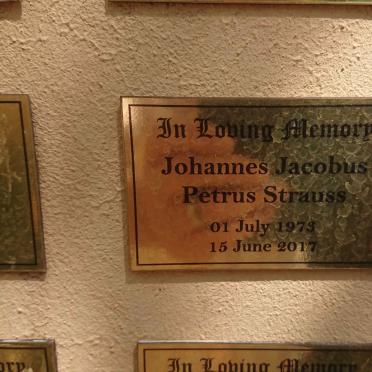 In Loving Memory
Johannes Jacobus
Petrus Strauss
01 July 1973
15 June 2017
In Loving Memory